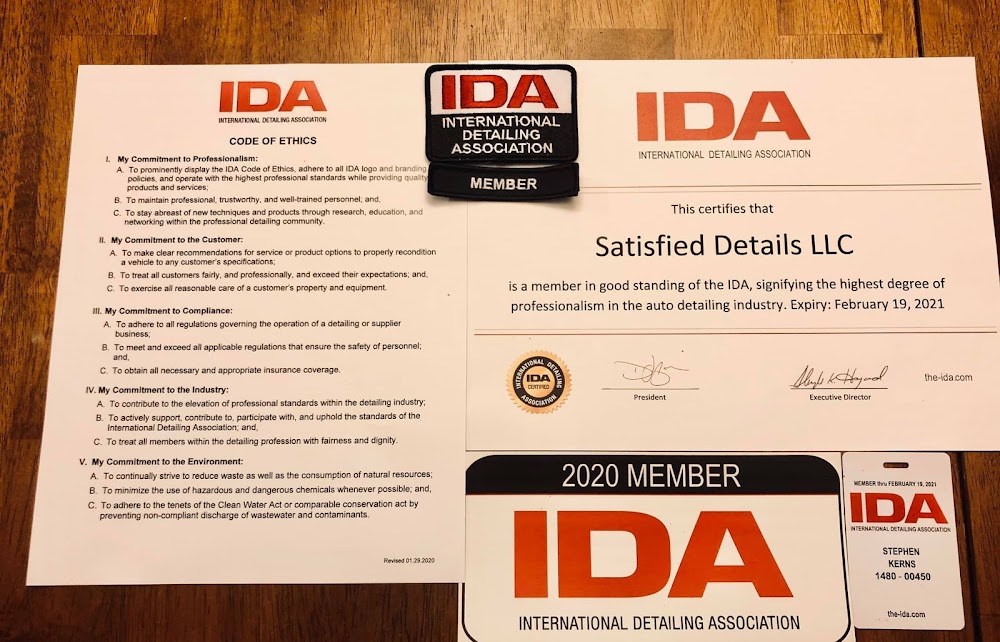 IDA
INTERNATIONAL DETAILING ASSOCIATION
CODE OF ETHICS
I. My Commitment to Professionalism:
A. To prominently display the IDA Code of Ethics, adhere to all IDA logo and branding
policies, and operate with the highest professional standards while providing quality
products and services;
B. To maintain professional, trustworthy, and well-trained personnel; and,
C. To stay abreast of new techniques and products through research, education, and
networking within the professional detailing community.
II. My Commitment to the Customer:
A. To make clear recommendations for service or product options to properly recondition
a vehicle to any customer's specifications;
B. To treat all customers fairly, and professionally, and exceed their expectations; and,
C. To exercise all reasonable care of a customer's property and equipment.
III. My Commitment to Compliance:
A. To adhere to all regulations governing the operation of a detailing or supplier
business;
B. To meet and exceed all applicable regulations that ensure the safety of personnel;
and,
C. To obtain all necessary and appropriate insurance coverage.
IV. My Commitment to the Industry:
A. To contribute to the elevation of professional standards within the detailing industry;
B. To actively support, contribute to, participate with, and uphold the standards of the
International Detailing Association; and,
C. To treat all members within the detailing profession with fairness and dignity.
V. My Commitment to the Environment:
A. To continually strive to reduce waste as well as the consumption of natural resources;
B. To minimize the use of hazardous and dangerous chemicals whenever possible; and,
C. To adhere to the tenets of the Clean Water Act or comparable conservation act by
preventing non-compliant discharge of wastewater and contaminants.
Revised 01.29.2020
IDA
INTERNATIONAL
DETAILING
ASSOCIATION
MEMBER
IDA
INTERNATIONAL DETAILING ASSOCIATION
This certifies that
Satisfied Details LLC
is a member in good standing of the IDA, signifying the highest degree of
professionalism in the auto detailing industry. Expiry: February 19, 2021
INTERNATIONAL DETAILING
IDA
CERTIFIED
ASSOCIATION
President
Executive Director
the-ida.com
2020 MEMBER
IDA
INTERNATIONAL DETAILING ASSOCIATION
MEMBER thru FEBRUARY 19, 2021
IDA
INTERNATIONAL DETAILING ASSOCIATION
STEPHEN
KERNS
1480 - 00450
the-ida.com